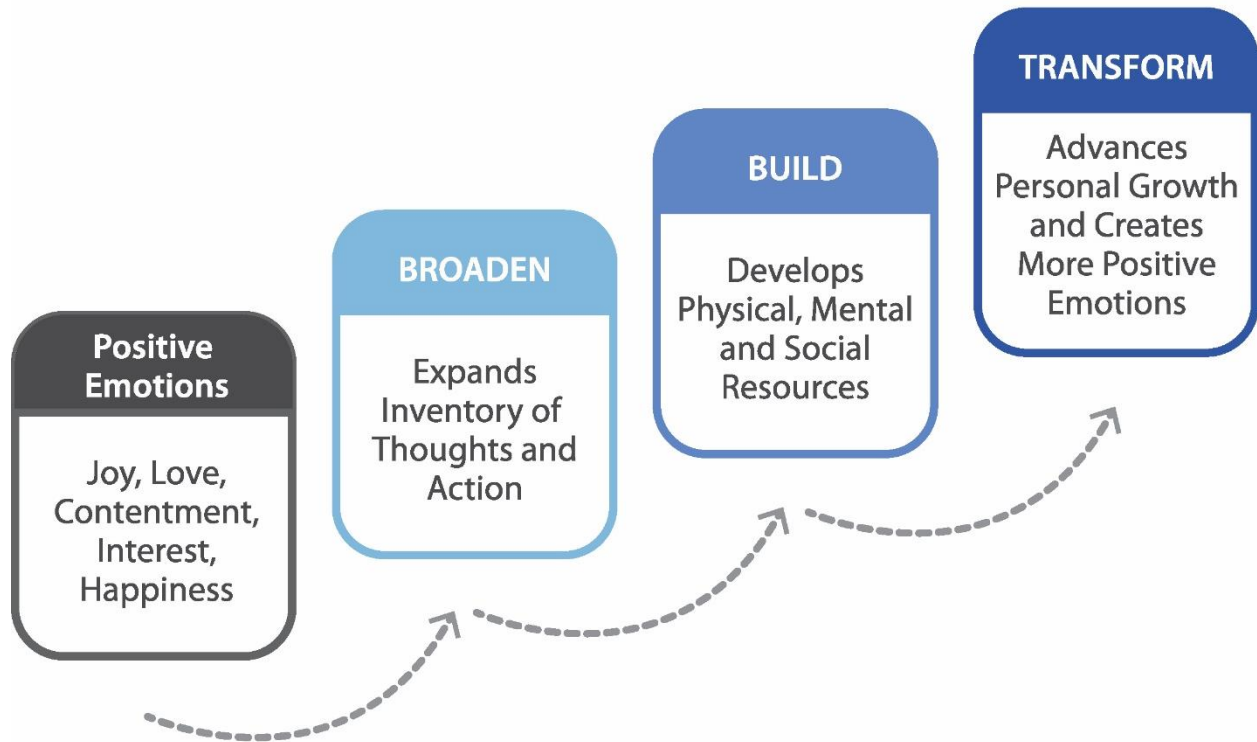 Positive
Emotions
Joy, Love,
Contentment,
Interest,
Happiness
BROADEN
Expands
Inventory of
Thoughts and
Action
BUILD
Develops
Physical, Mental
and Social
Resources
TRANSFORM
Advances
Personal Growth
and Creates
More Positive
Emotions